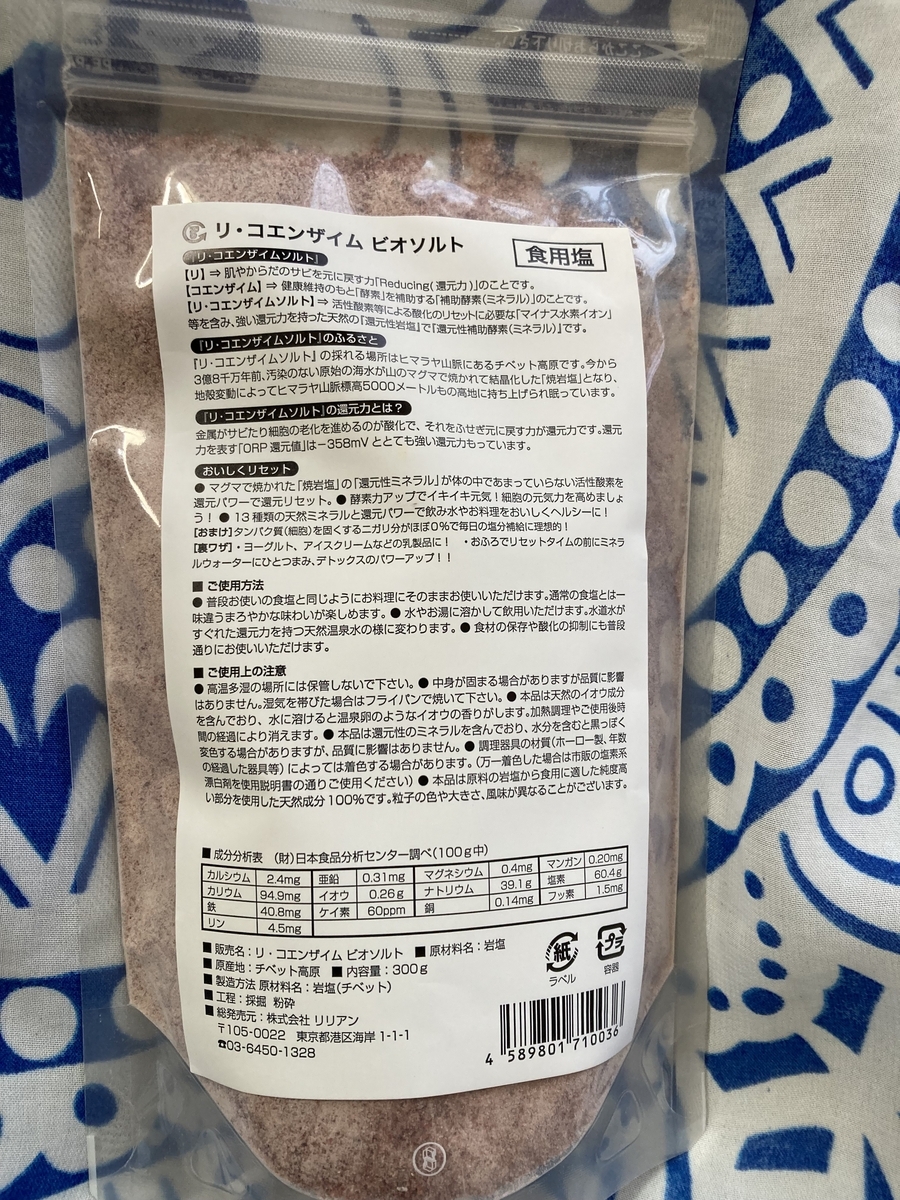 リ・コエンザイム ビオソルト
食用塩
『リ・コエンザイムソルト』
【リ】⇒ 肌やからだのサビを元に戻す力「Reducing(還元力)」のことです。
【コエンザイム】⇒ 健康維持のもと「酵素」を補助する「補助酵素(ミネラル)」のことです。
【リ・コエンザイムソルト】⇒ 活性酸素等による酸化のリセットに必要な「マイナス水素イオン」
等を含み、強い還元力を持った天然の『還元性岩塩』で『還元性補助酵素(ミネラル)』です。
『リ・コエンザイムソルト』のふるさと
『リ・コエンザイムソルト』の採れる場所はヒマラヤ山脈にあるチベット高原です。今から
3億8千万年前、汚染のない原始の海水が山のマグマで焼かれて結晶化した「焼岩塩」となり、
地殻変動によってヒマラヤ山脈標高5000メートルもの高地に持ち上げられ眠っています。
『リ・コエンザイムソルト』の還元力とは？
金属がサビたり細胞の老化を進めるのが酸化で、それをふせぎ元に戻す力が還元力です。還元
力を表す「ORP 還元値」は−358mV ととても強い還元力もっています。
おいしくリセット
● マグマで焼かれた「焼岩塩」の「還元性ミネラル」が体の中であまっていらない活性酸素を
還元パワーで還元リセット。● 酵素力アップでイキイキ元気！細胞の元気力を高めましょ
う！ ● 13 種類の天然ミネラルと還元パワーで飲み水やお料理をおいしくヘルシーに！
【おまけ】タンパク質(細胞)を固くするニガリ分がほぼ0％で毎日の塩分補給に理想的！
【裏ワザ】・ヨーグルト、アイスクリームなどの乳製品に！ ・おふろでリセットタイムの前にミネラ
ルウォーターにひとつまみ、デトックスのパワーアップ！！
■ ご使用方法
● 普段お使いの食塩と同じようにお料理にそのままお使いいただけます。通常の食塩とは一
味違うまろやかな味わいが楽しめます。● 水やお湯に溶かして飲用いただけます。水道水が
すぐれた還元力を持つ天然温泉水の様に変わります。● 食材の保存や酸化の抑制にも普段
通りにお使いいただけます。
■ ご使用上の注意
● 高温多湿の場所には保管しないで下さい。● 中身が固まる場合がありますが品質に影響
はありません。湿気を帯びた場合はフライパンで焼いて下さい。● 本品は天然のイオウ成分
を含んでおり、水に溶けると温泉卵のようなイオウの香りがします。加熱調理やご使用後時
間の経過により消えます。● 本品は還元性のミネラルを含んでおり、水分を含むと黒っぽく
変色する場合がありますが、品質に影響はありません。● 調理器具の材質(ホーロー製、年数
の経過した器具等) によっては着色する場合があります。(万一着色した場合は市販の塩素系
漂白剤を使用説明書の通りご使用ください) ● 本品は原料の岩塩から食用に適した純度高
い部分を使用した天然成分 100％です。粒子の色や大きさ、風味が異なることがございます。
■ 成分分析表 (財)日本食品分析センター調べ(100g中)
カルシウム 2.4mg 亜鉛 0.31mg マグネシウム 0.4mg マンガン 0.20mg
カリウム 94.9mg イオウ 0.26g ナトリウム 39.1g 塩素 60.4g
鉄 40.8mg ケイ素 60ppm 銅 0.14mg フッ素 1.5mg
リン 4.5mg
■ 販売名：リ・コエンザイム ビオソルト ■ 原材料名：岩塩
■ 原産地：チベット高原 ■ 内容量：300g
■ 製造方法 原材料名：岩塩(チベット)
■ 工程：採掘 粉砕
■ 総発売元：株式会社 リリアン
〒105-0022 東京都港区海岸 1-1-1
☎03-6450-1328
紙
ラベル
プラ
容器
4 589801 710036